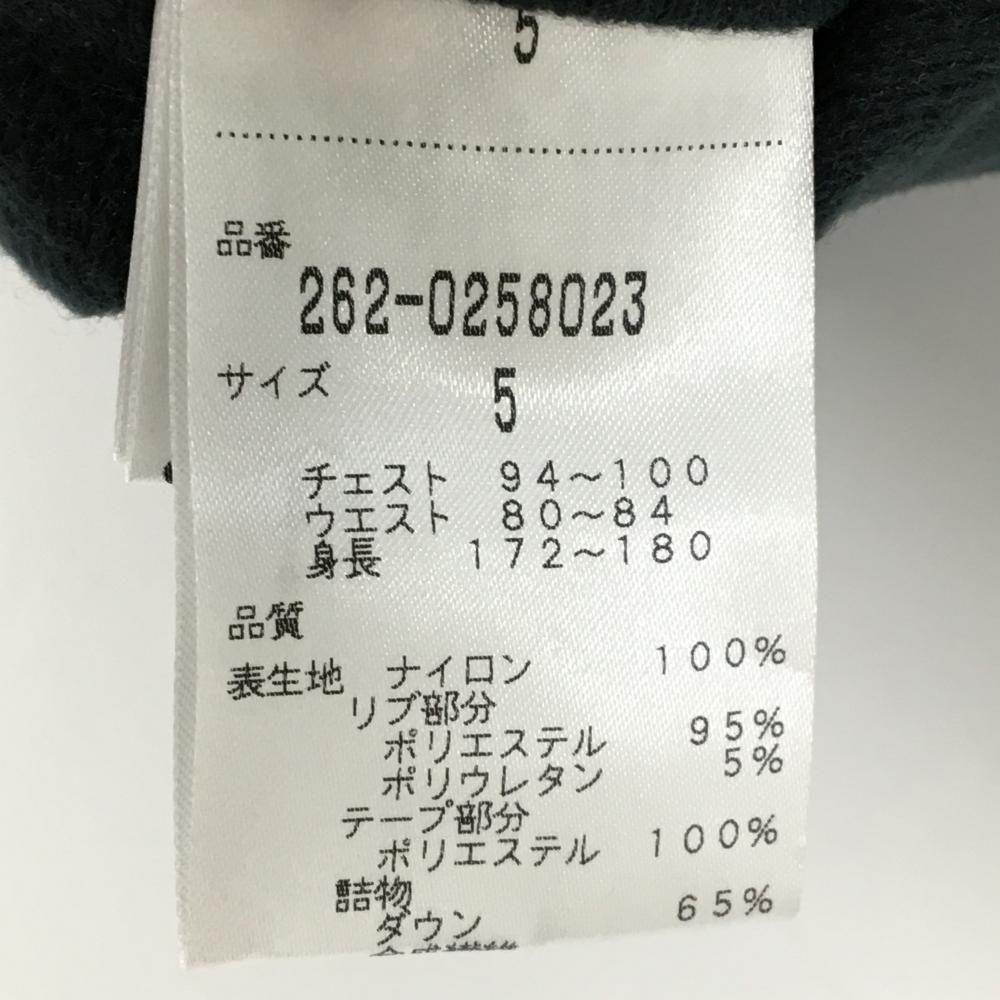 5
品番
262-0258023
サイズ 5
チェスト 94~100
ウエスト 80~84
身長 172~180
品質
表生地 ナイロン 100%
リブ部分
ポリエステル 95%
ポリウレタン 5%
テープ部分
ポリエステル 100%
詰物
ダウン 65%